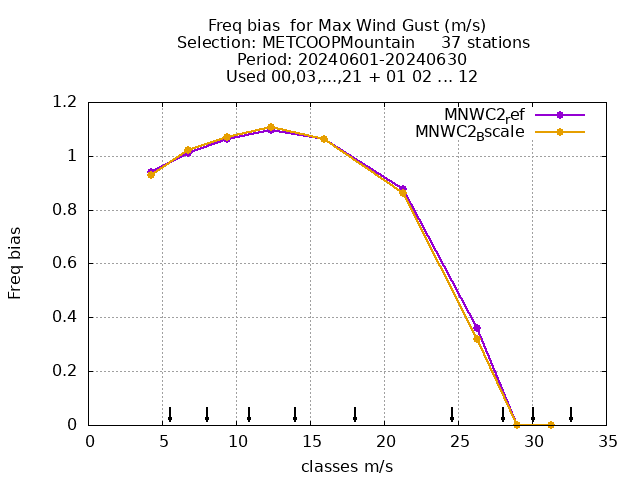 Freq bias  for Max Wind Gust (m/s)
Selection: METCOOPMountain     37 stations
Period: 20240601-20240630
Used 00,03,...,21 + 01 02 ... 12
MNWC2ref
MNWC2Bscale
1.2
1
0.8
0.6
0.4
0.2
0
Freq bias
0 5 10 15 20 25 30 35
classes m/s